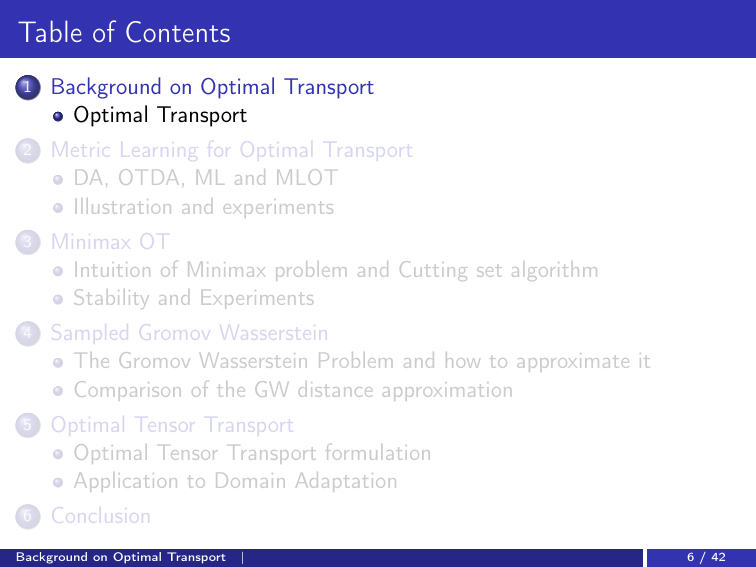 Table of Contents
1 Background on Optimal Transport
Optimal Transport
2 Metric Learning for Optimal Transport
DA, OTDA, ML and MLOT
Illustration and experiments
3 Minimax OT
Intuition of Minimax problem and Cutting set algorithm
Stability and Experiments
4 Sampled Gromov Wasserstein
The Gromov Wasserstein Problem and how to approximate it
Comparison of the GW distance approximation
5 Optimal Tensor Transport
Optimal Tensor Transport formulation
Application to Domain Adaptation
6 Conclusion
Background on Optimal Transport | 6 / 42